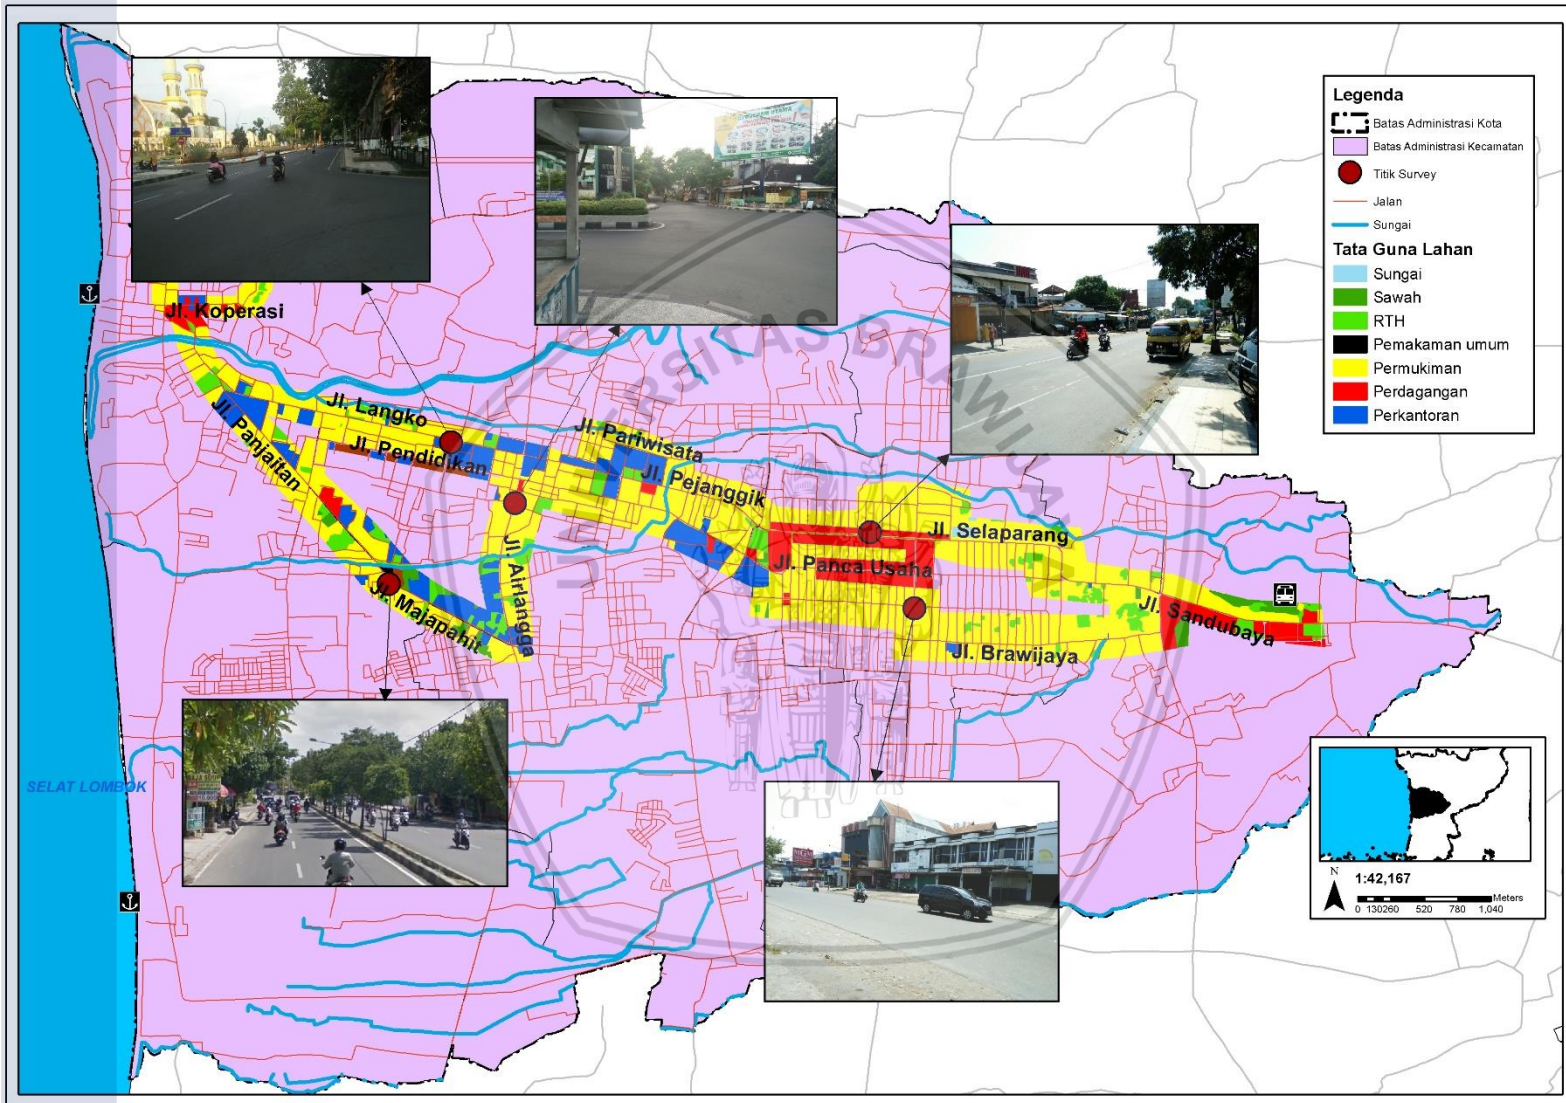 Legenda
Batas Administrasi Kota
Batas Administrasi Kecamatan
Titik Survey
Jalan
Sungai
Tata Guna Lahan
Sungai
Sawah
RTH
Pemakaman umum
Permukiman
Perdagangan
Perkantoran
Jl. Koperasi
Jl. Langko
Jl. Panjaitan
Jl. Pendidikan
Jl. Pariwisata
Jl. Pejanggik
Jl. Selaparang
Jl. Panca Usaha
Jl. Airlangga
Jl. Majapahit
Jl. Sandubaya
Jl. Brawijaya
SELAT LOMBOK
UNIVERSITAS BRAWIJAYA
MGM
N
1:42,167
Meters
0 130260 520 780 1,040